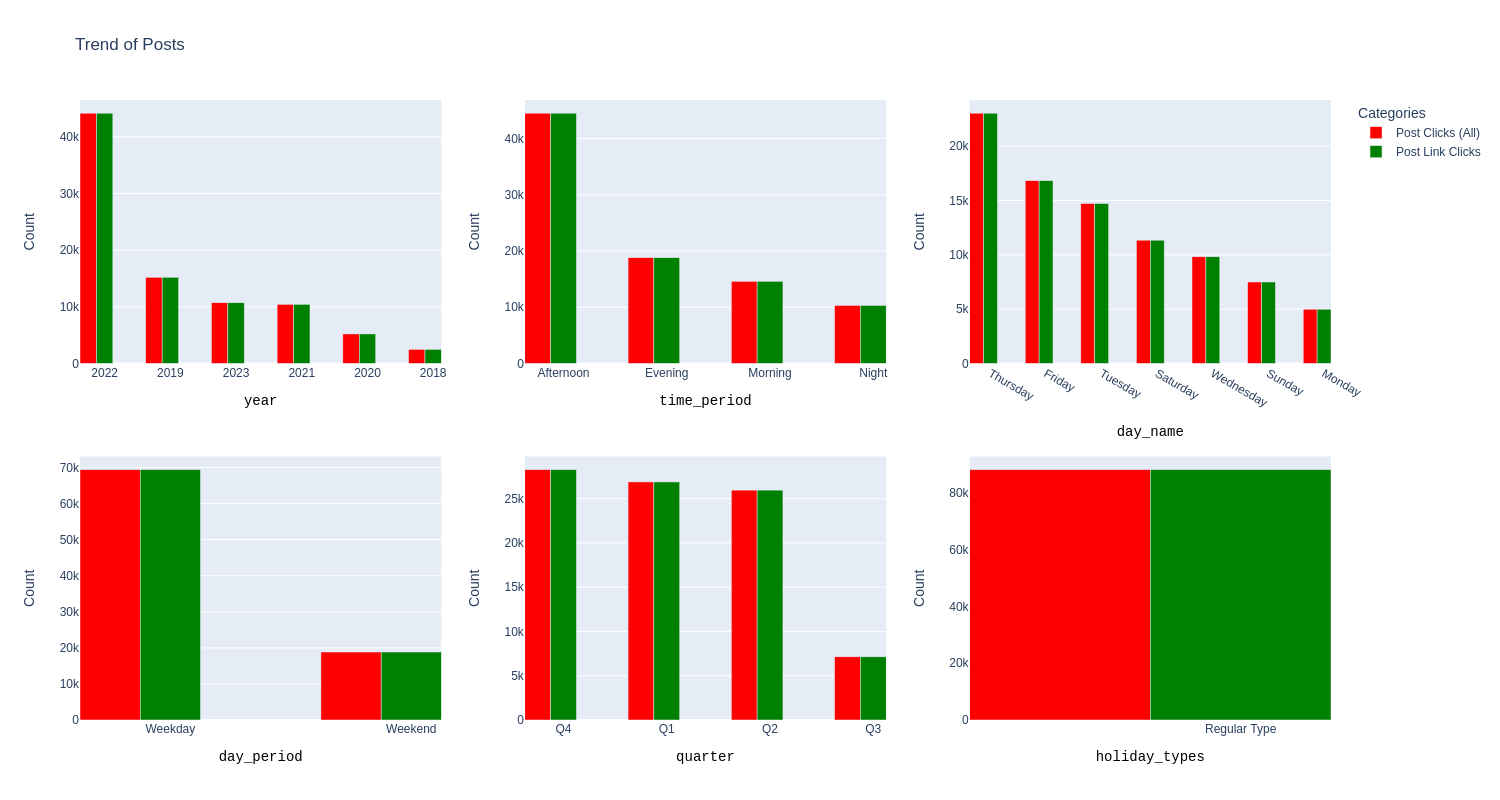 Trend of Posts
Categories
Post Clicks (All)
Post Link Clicks
Count
40k
30k
20k
10k
0
2022 2019 2023 2021 2020 2018
year
Count
40k
30k
20k
10k
0
Afternoon Evening Morning Night
time_period
Count
20k
15k
10k
5k
0
Thursday Friday Tuesday Saturday Wednesday Sunday Monday
day_name
Count
70k
60k
50k
40k
30k
20k
10k
0
Weekday Weekend
day_period
Count
25k
20k
15k
10k
5k
0
Q4 Q1 Q2 Q3
quarter
Count
80k
60k
40k
20k
0
Regular Type
holiday_types